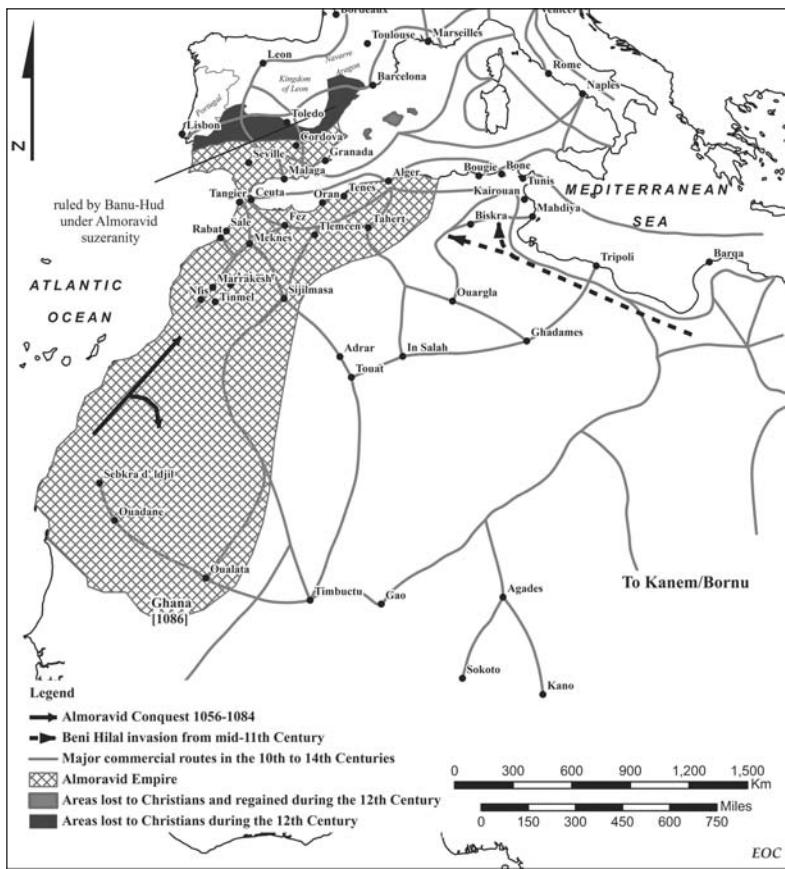 Bordeaux
Venice
Toulouse
Marseilles
Leon
Navarre
Aragon
Rome
Kingdom
of Leon
Barcelona
Naples
Portugal
Toledo
Lisbon
Cordova
Seville
Granada
Malaga
Alger
Bougie
Bone
Tunis
Tangier
Ceuta
Oran
Tenes
Kairouan
MEDITERRANEAN
ruled by Banu-Hud
under Almoravid
suzeranity
Sale
Fez
Tahert
Biskra
Mahdiya
SEA
Rabat
Meknes
Tlemcen
Tripoli
Barqa
ATLANTIC
OCEAN
Marrakesh
Nfis
Tinmel
Sijilmasa
Ouargla
Ghadames
Adrar
In Salah
Touat
Sebkra d' Idjil
Ouadane
Oualata
Ghana
[1086]
Timbuctu
Gao
Agades
To Kanem/Bornu
Sokoto
Kano
N
Legend
Almoravid Conquest 1056-1084
Beni Hilal invasion from mid-11th Century
Major commercial routes in the 10th to 14th Centuries
Almoravid Empire
Areas lost to Christians and regained during the 12th Century
Areas lost to Christians during the 12th Century
0 300 600 900 1,200 1,500
Km
Miles
0 150 300 450 600 750
EOC